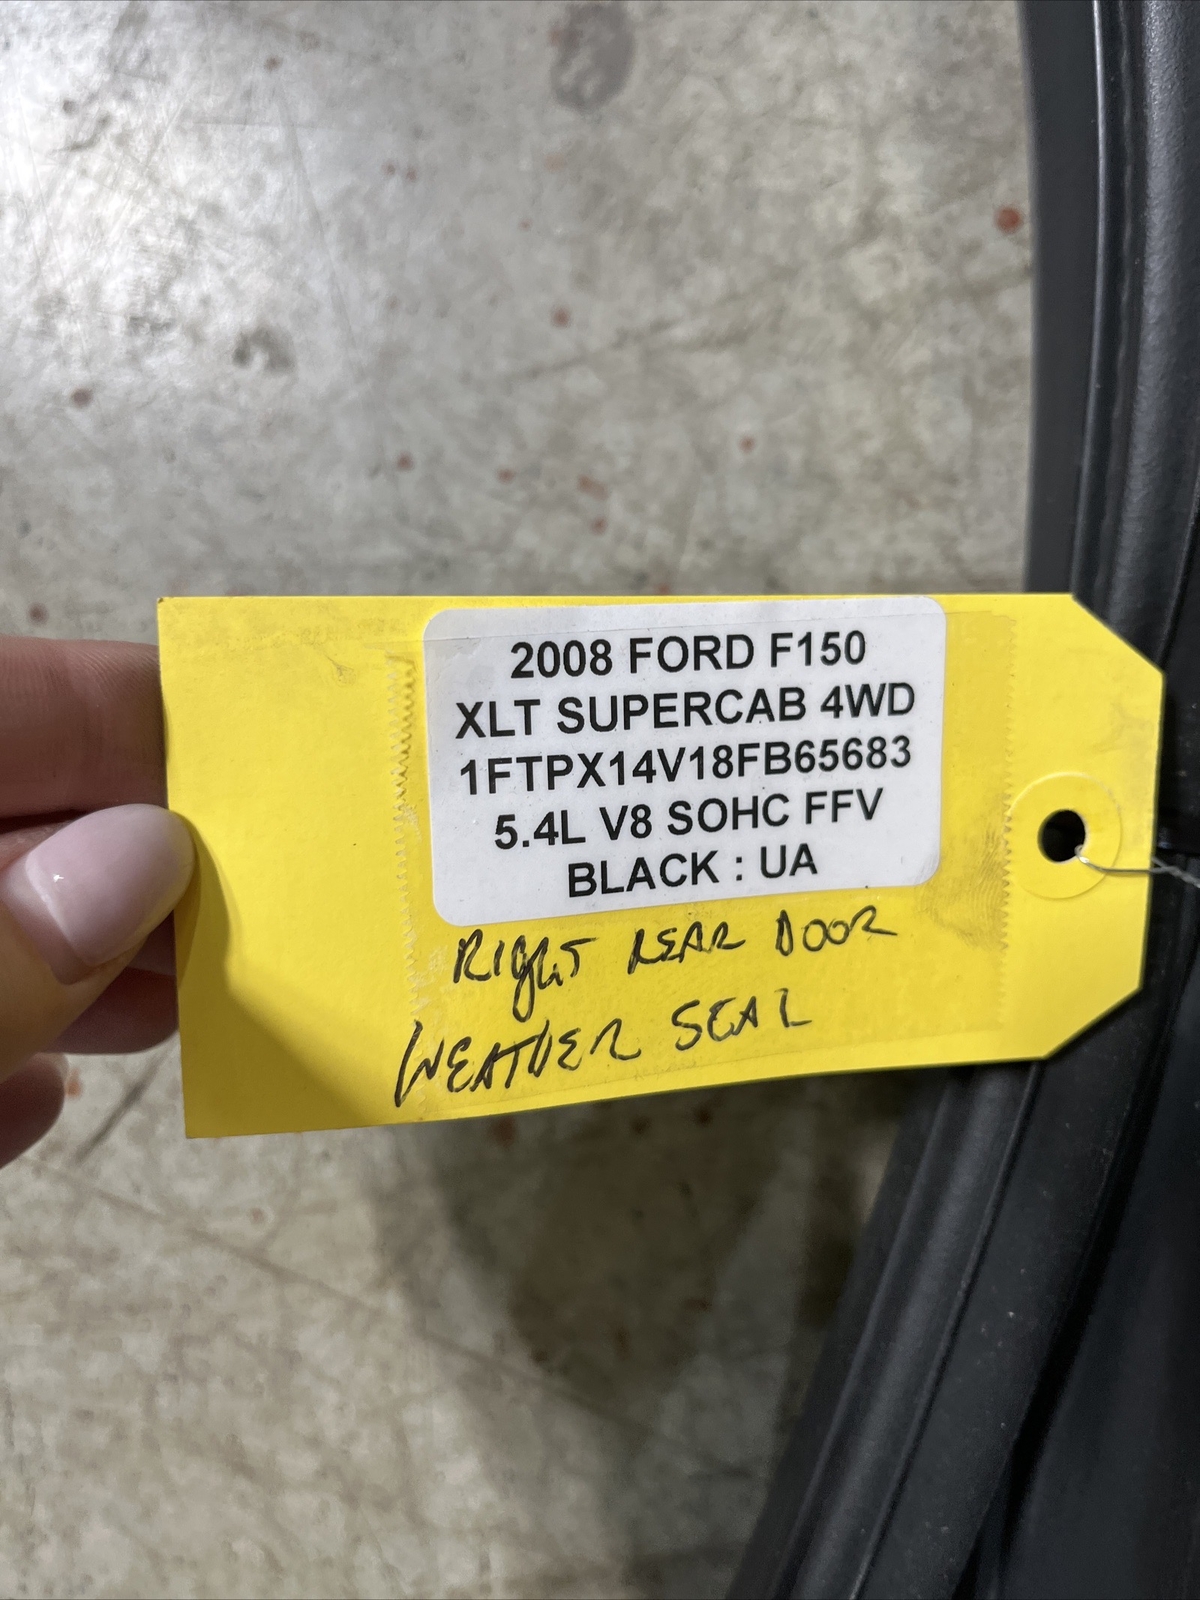 2008 FORD F150
XLT SUPERCAB 4WD
1FTPX14V18FB65683
5.4L V8 SOHC FFV
BLACK : UA
RIGHT REAR DOOR
WEATHER SEAL